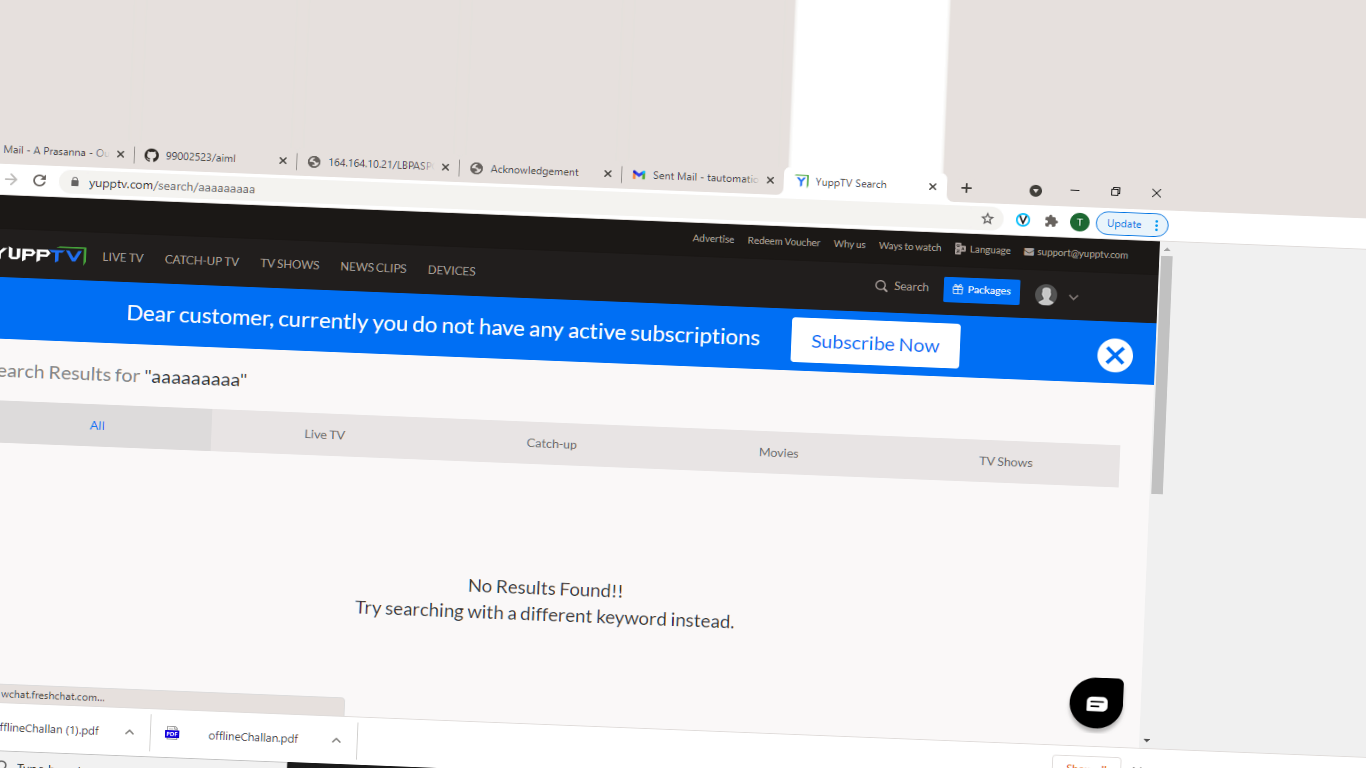 Mail - A Prasanna - Ou
99002523/aiml
164.164.10.21/LBPASP
Acknowledgement
Sent Mail - tautomatio
YuppTV Search
yupptv.com/search/aaaaaaaaa
T
Update
Advertise
Redeem Voucher
Why us
Ways to watch
Language
support@yupptv.com
YUPPTV
LIVE TV
CATCH-UP TV
TV SHOWS
NEWS CLIPS
DEVICES
Search
Packages
Dear customer, currently you do not have any active subscriptions
Subscribe Now
earch Results for "aaaaaaaaa"
All
Live TV
Catch-up
Movies
TV Shows
No Results Found!!
Try searching with a different keyword instead.
wchat.freshchat.com...
fflineChallan (1).pdf
PDF
offlineChallan.pdf